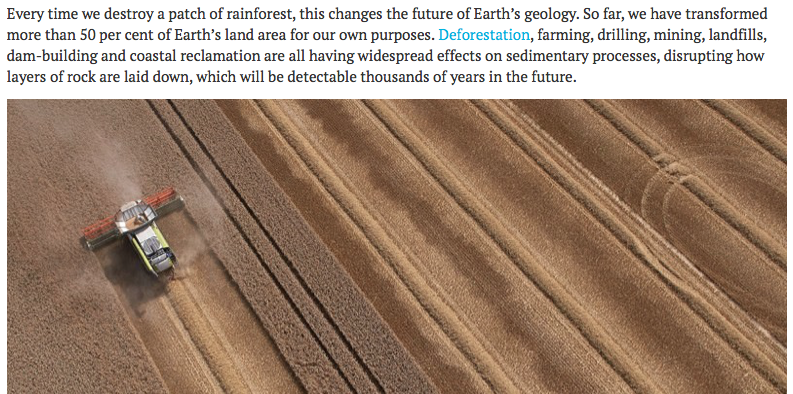 Every time we destroy a patch of rainforest, this changes the future of Earth’s geology. So far, we have transformed
more than 50 per cent of Earth’s land area for our own purposes. Deforestation, farming, drilling, mining, landfills,
dam-building and coastal reclamation are all having widespread effects on sedimentary processes, disrupting how
layers of rock are laid down, which will be detectable thousands of years in the future.